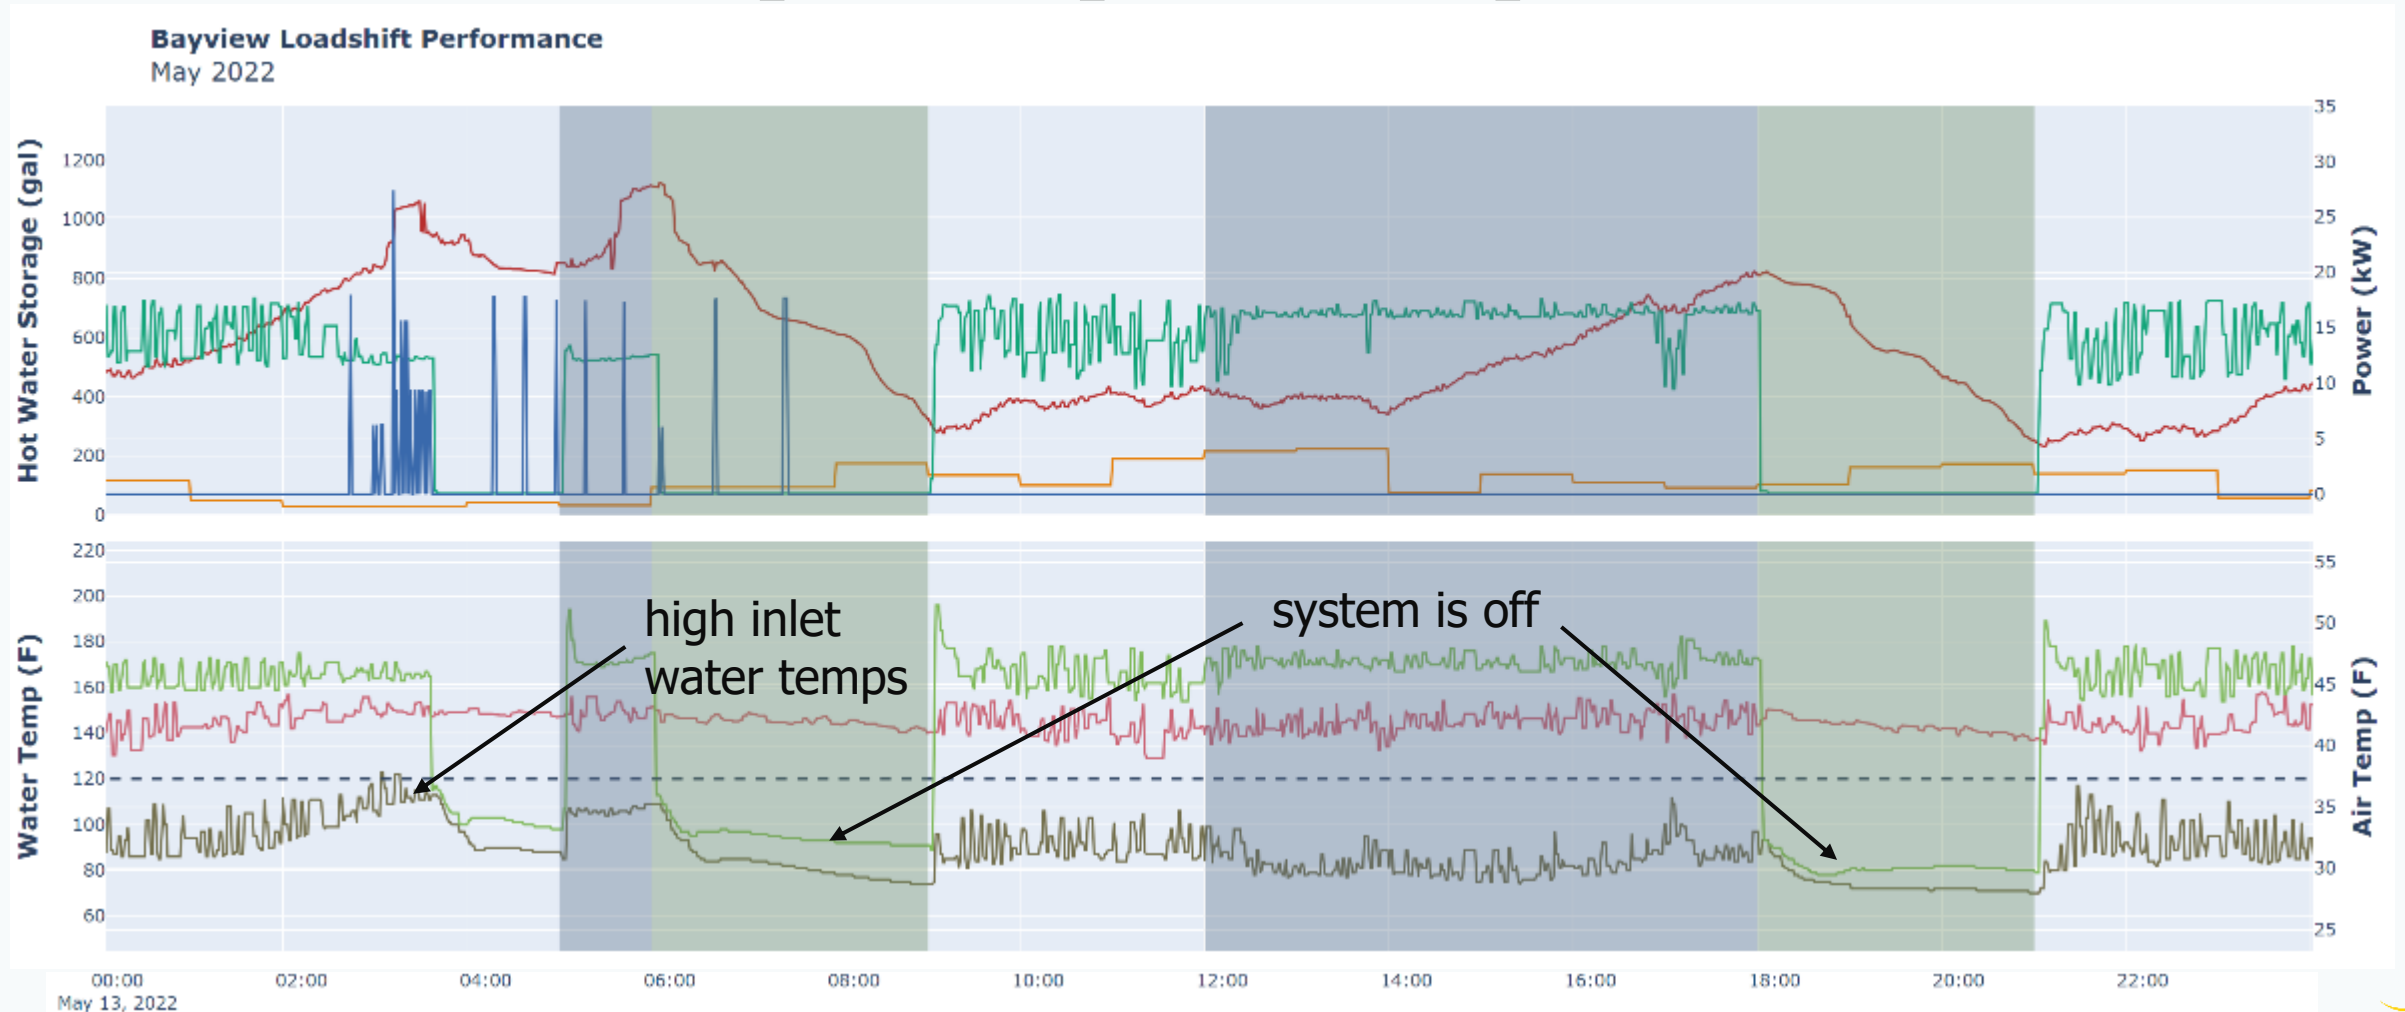 Bayview Loadshift Performance
May 2022
Hot Water Storage (gal)
1200
1000
800
600
400
200
0
35
30
25
20
15
10
5
0
Power (kW)
Water Temp (F)
220
200
180
160
140
120
100
80
60
high inlet
water temps
system is off
55
50
45
40
35
30
25
Air Temp (F)
00:00 02:00 04:00 06:00 08:00 10:00 12:00 14:00 16:00 18:00 20:00 22:00
May 13, 2022